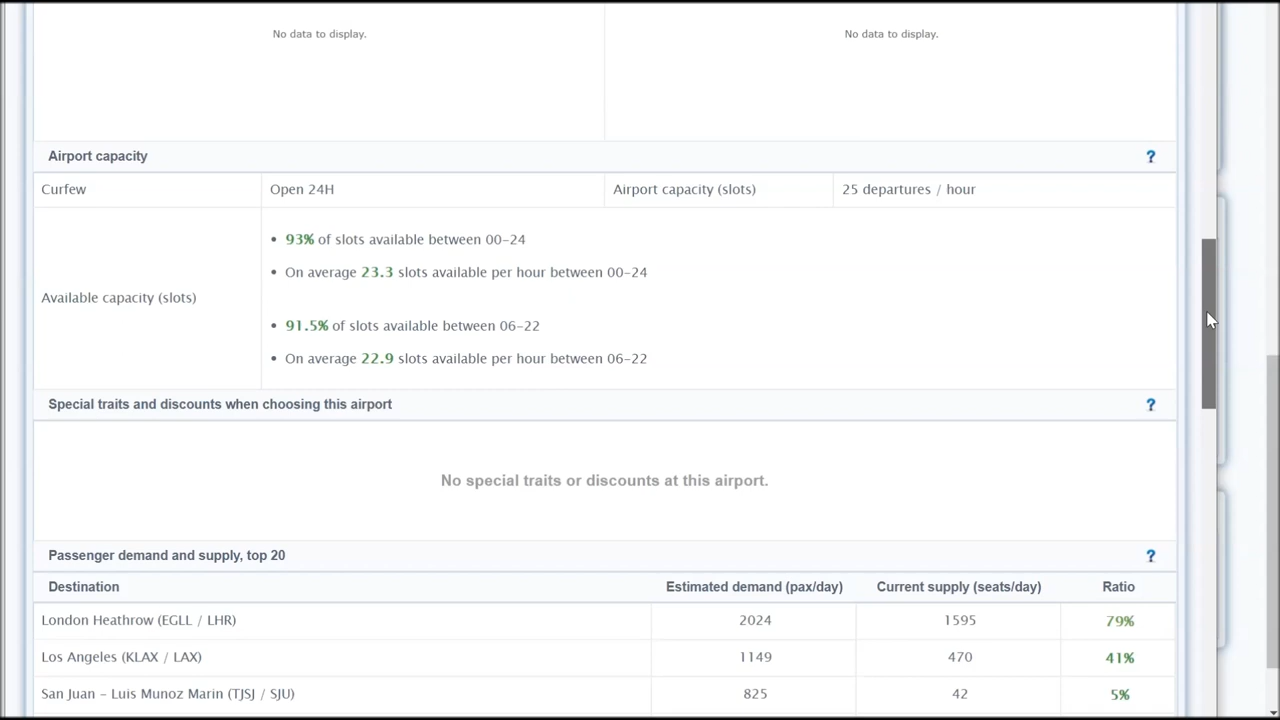 No data to display. No data to display.
Airport capacity ?
Curfew Open 24H Airport capacity (slots) 25 departures / hour
Available capacity (slots)
• 93% of slots available between 00–24
• On average 23.3 slots available per hour between 00–24
• 91.5% of slots available between 06–22
• On average 22.9 slots available per hour between 06–22
Special traits and discounts when choosing this airport ?
No special traits or discounts at this airport.
Passenger demand and supply, top 20 ?
Destination Estimated demand (pax/day) Current supply (seats/day) Ratio
London Heathrow (EGLL / LHR) 2024 1595 79%
Los Angeles (KLAX / LAX) 1149 470 41%
San Juan – Luis Munoz Marin (TJSJ / SJU) 825 42 5%